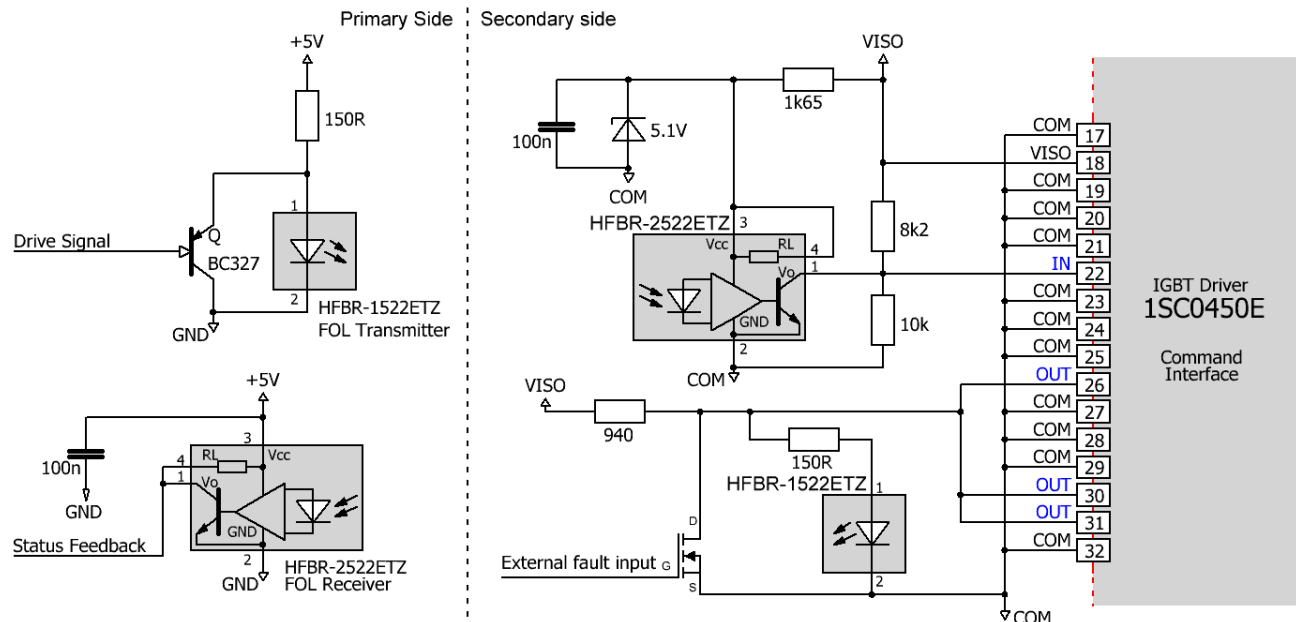 Primary Side
Secondary side
+5V
150R
1
Drive Signal
Q
BC327
2
GND
HFBR-1522ETZ
FOL Transmitter
+5V
3
100n
4
RL
Vcc
1
Vo
GND
GND
Status Feedback
2
GND
HFBR-2522ETZ
FOL Receiver
VISO
1k65
100n
5.1V
COM
HFBR-2522ETZ
3
Vcc
RL
4
Vo
1
GND
2
COM
8k2
10k
VISO
940
150R
HFBR-1522ETZ
1
2
D
External fault input
G
S
COM
COM
17
VISO
18
COM
19
COM
20
COM
21
IN
22
COM
23
COM
24
COM
25
OUT
26
COM
27
COM
28
COM
29
OUT
30
OUT
31
COM
32
IGBT Driver
1SC0450E
Command
Interface